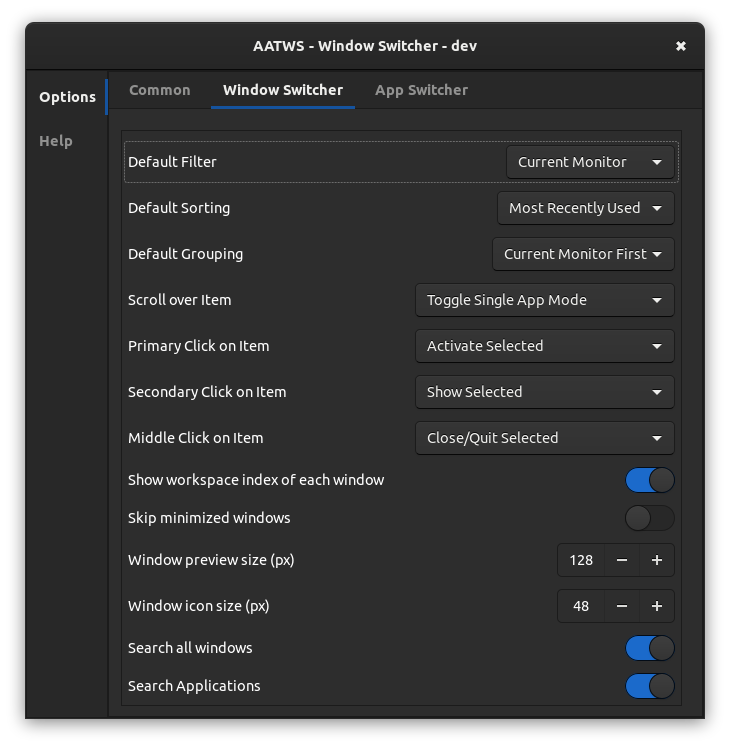 AATWS - Window Switcher - dev
Options
Help
Common Window Switcher App Switcher
Default Filter Current Monitor
Default Sorting Most Recently Used
Default Grouping Current Monitor First
Scroll over Item Toggle Single App Mode
Primary Click on Item Activate Selected
Secondary Click on Item Show Selected
Middle Click on Item Close/Quit Selected
Show workspace index of each window
Skip minimized windows
Window preview size (px) 128 − +
Window icon size (px) 48 − +
Search all windows
Search Applications